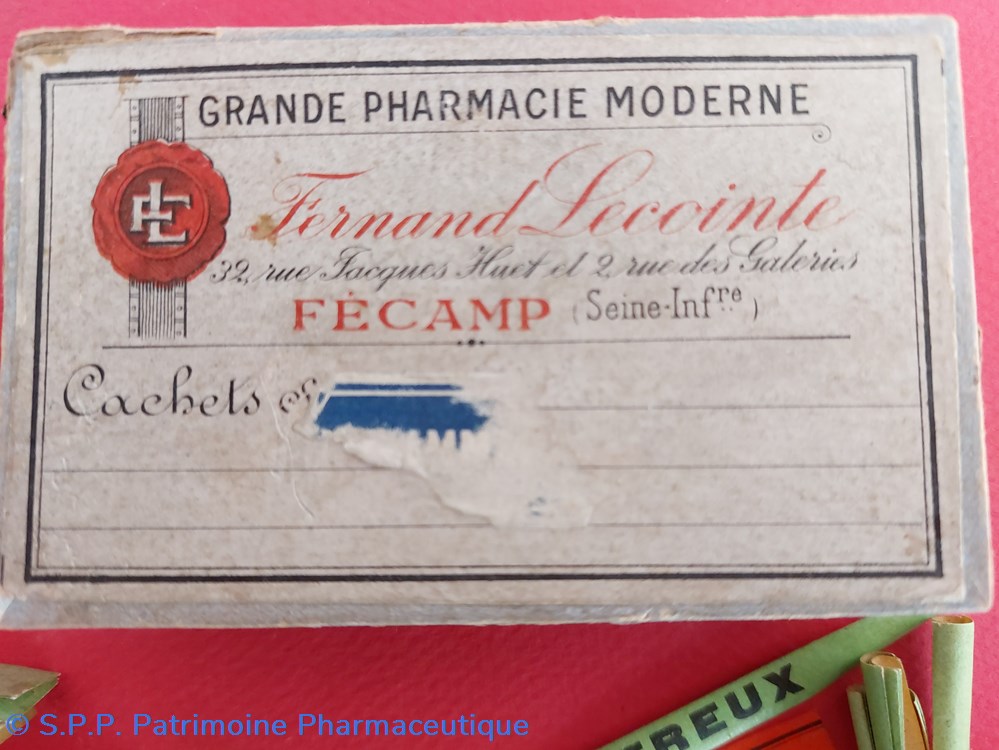 GRANDE PHARMACIE MODERNE
FLE
Fernand Lecointe
32, rue Jacques Huet et 2 rue des Galeries
FÉCAMP (Seine-Infre)
Cachets
REUX
© S.P.P. Patrimoine Pharmaceutique